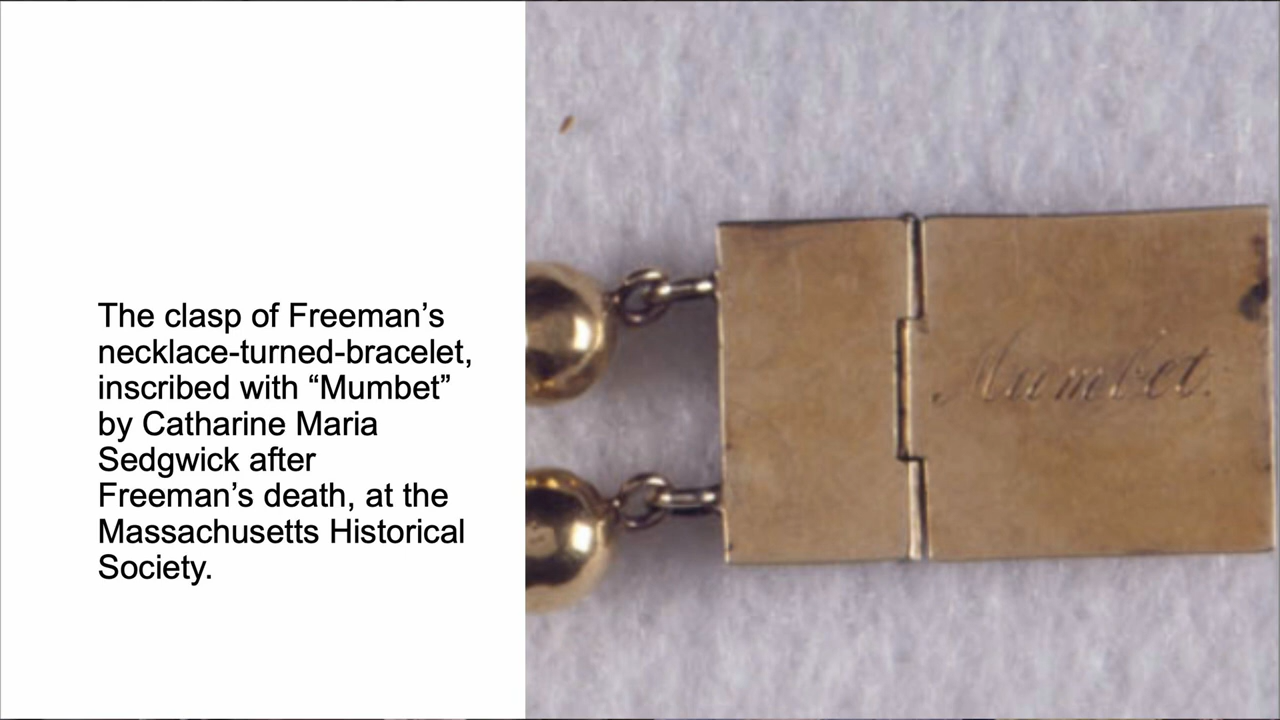 The clasp of Freeman’s
necklace-turned-bracelet,
inscribed with “Mumbet”
by Catharine Maria
Sedgwick after
Freeman’s death, at the
Massachusetts Historical
Society.
Mumbet.